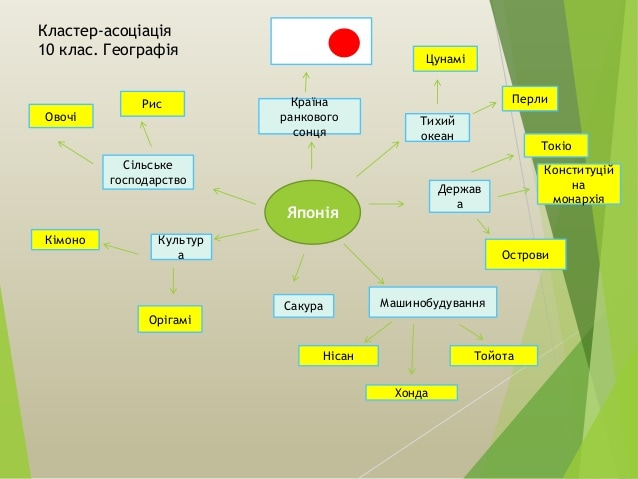 Кластер-асоціація
10 клас. Географія
Цунамі
Перли
Рис
Овочі
Країна
ранкового
сонця
Тихий
океан
Токіо
Конституцій
на
монархія
Сільське
господарство
Держав
а
Японія
Кімоно
Культур
а
Острови
Сакура
Машинобудування
Орігамі
Нісан
Тойота
Хонда